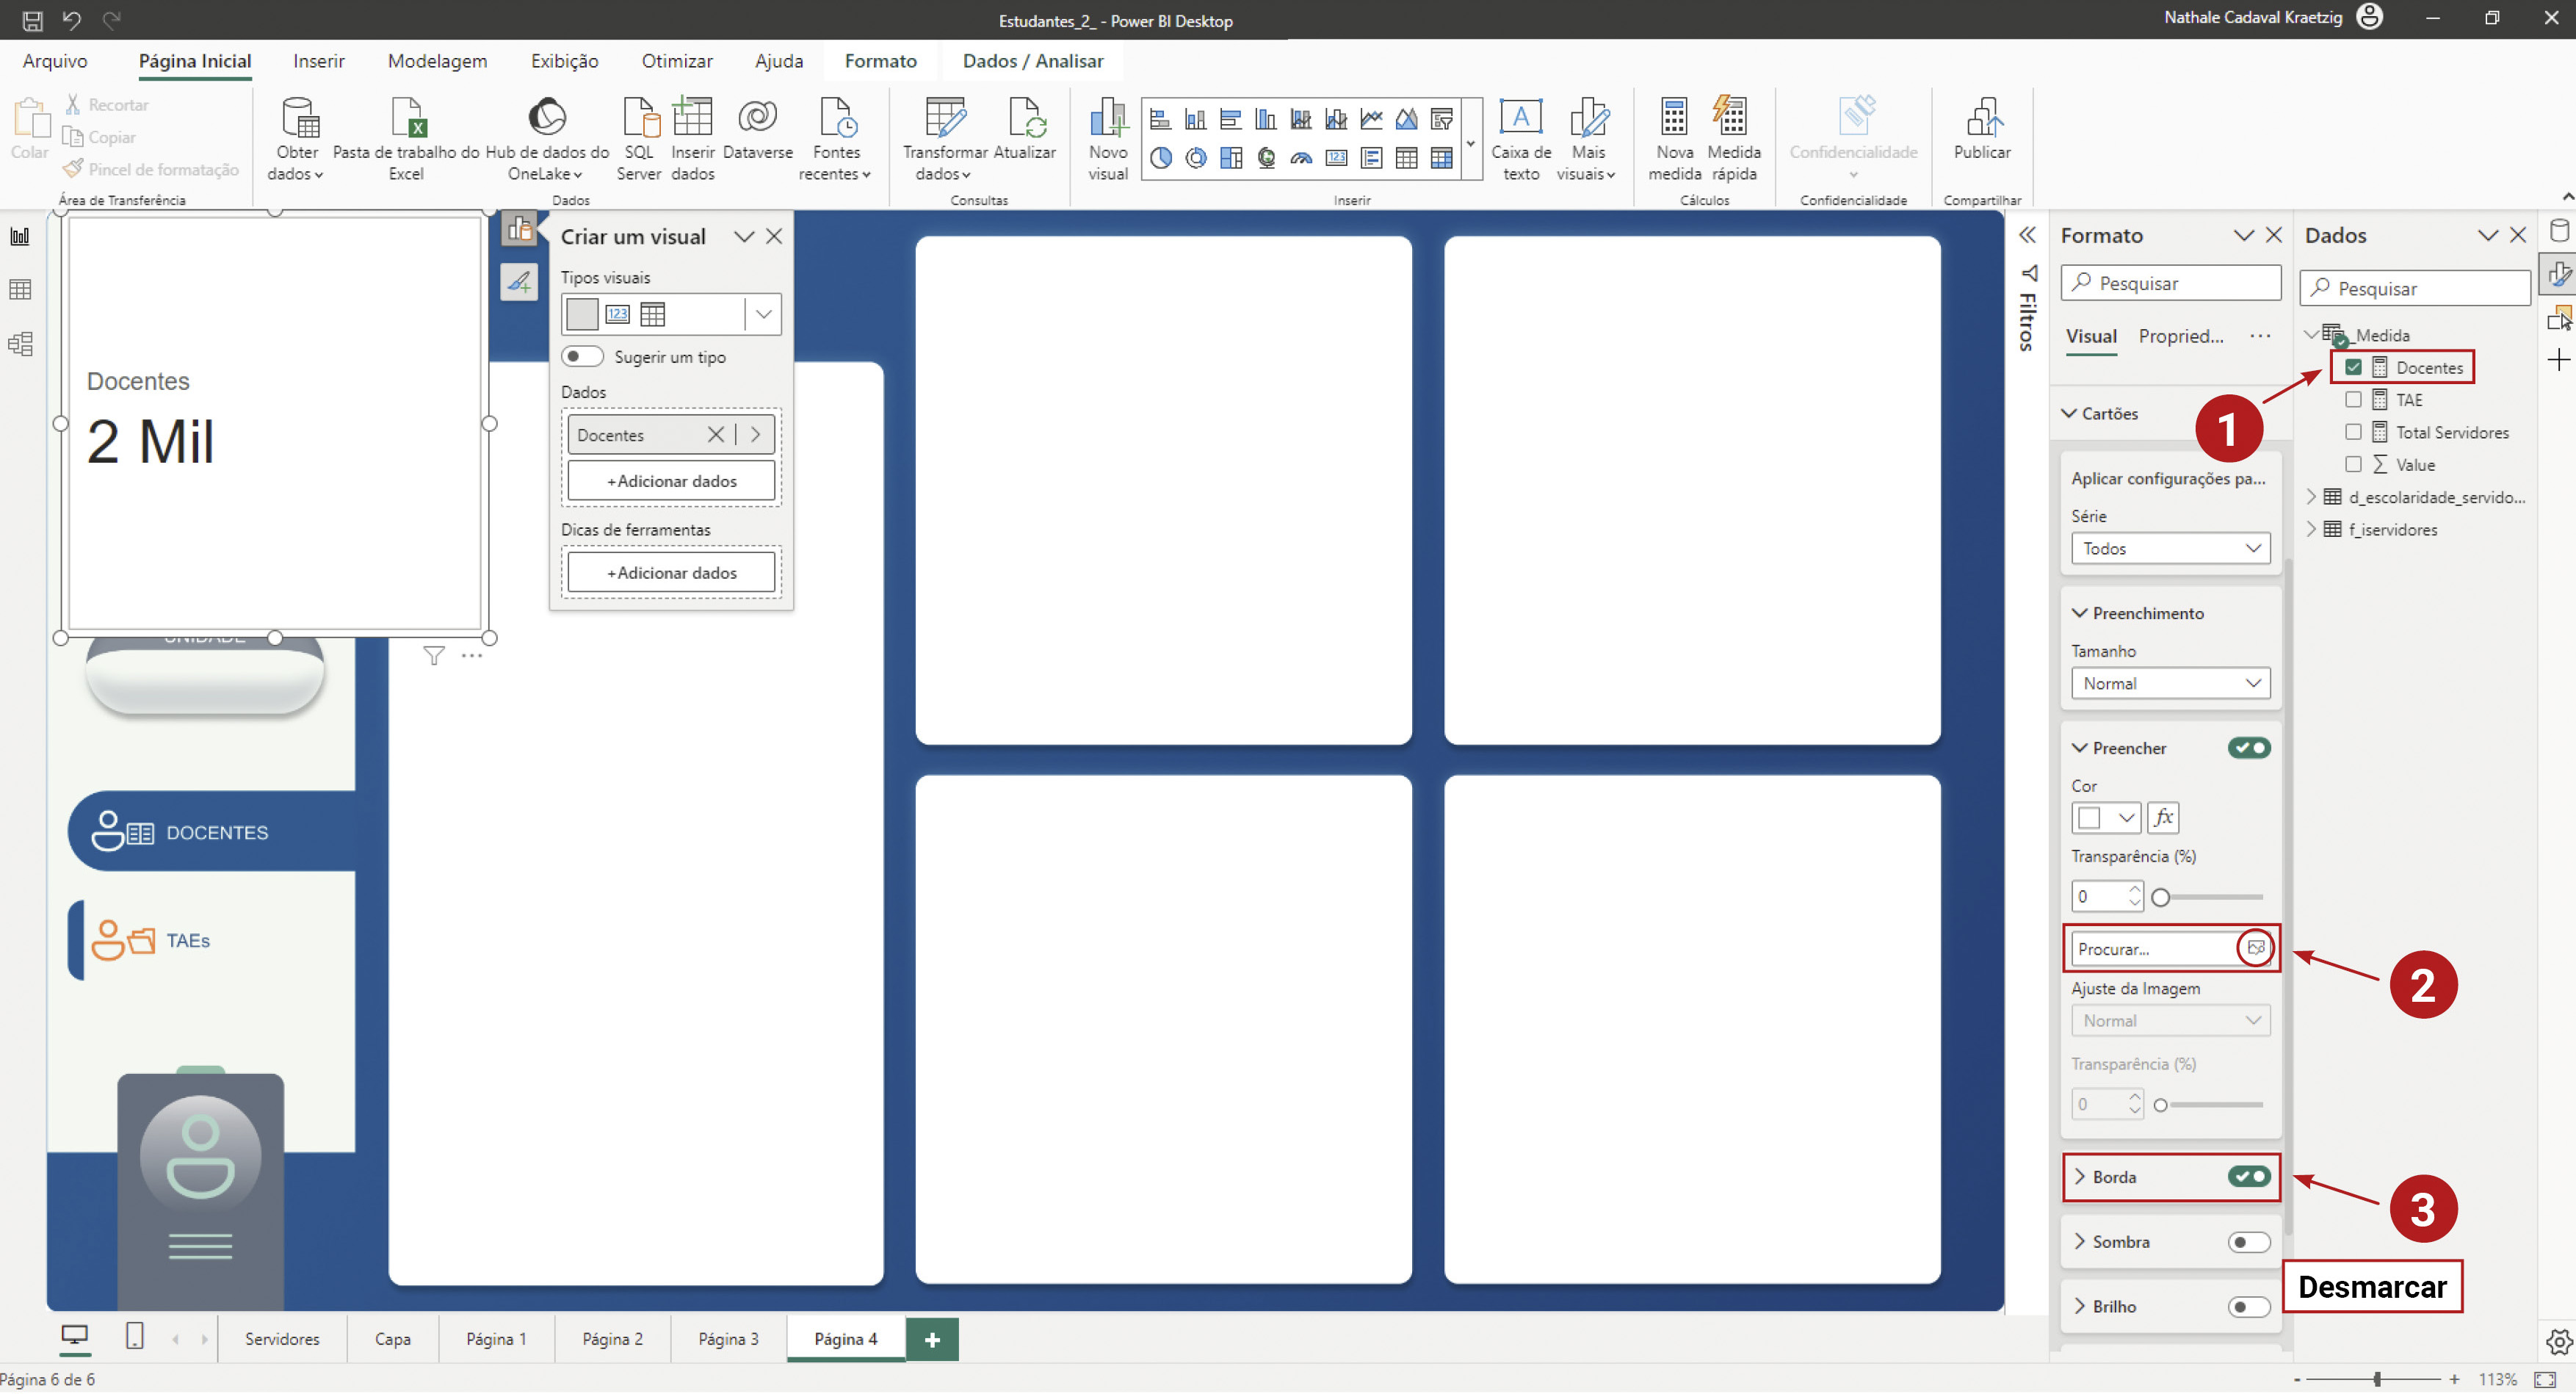 Estudantes_2_ - Power BI Desktop
Nathale Cadaval Kraetzig
Arquivo
Página Inicial
Inserir
Modelagem
Exibição
Otimizar
Ajuda
Formato
Dados / Analisar
Colar
Recortar
Copiar
Pincel de formatação
Área de Transferência
Obter dados
Pasta de trabalho do Excel
Hub de dados do OneLake
SQL Server
Inserir dados
Dataverse
Fontes recentes
Dados
Transformar dados
Atualizar
Consultas
Novo visual
Caixa de texto
Mais visuais
Inserir
Nova medida
Medida rápida
Cálculos
Confidencialidade
Confidencialidade
Publicar
Compartilhar
Docentes
2 Mil
UNIDADE
DOCENTES
TAEs
Criar um visual
Tipos visuais
123
Sugerir um tipo
Dados
Docentes
+Adicionar dados
Dicas de ferramentas
+Adicionar dados
Filtros
Formato
Pesquisar
Visual
Propried...
Cartões
Aplicar configurações pa...
Série
Todos
Preenchimento
Tamanho
Normal
Preencher
Cor
fx
Transparência (%)
0
Procurar...
Ajuste da Imagem
Normal
Transparência (%)
0
Borda
Sombra
Brilho
Dados
Pesquisar
_Medida
Docentes
TAE
Total Servidores
Value
d_escolaridade_servido...
f_iservidores
1
2
3
Desmarcar
Servidores
Capa
Página 1
Página 2
Página 3
Página 4
+
Página 6 de 6
- + 113%